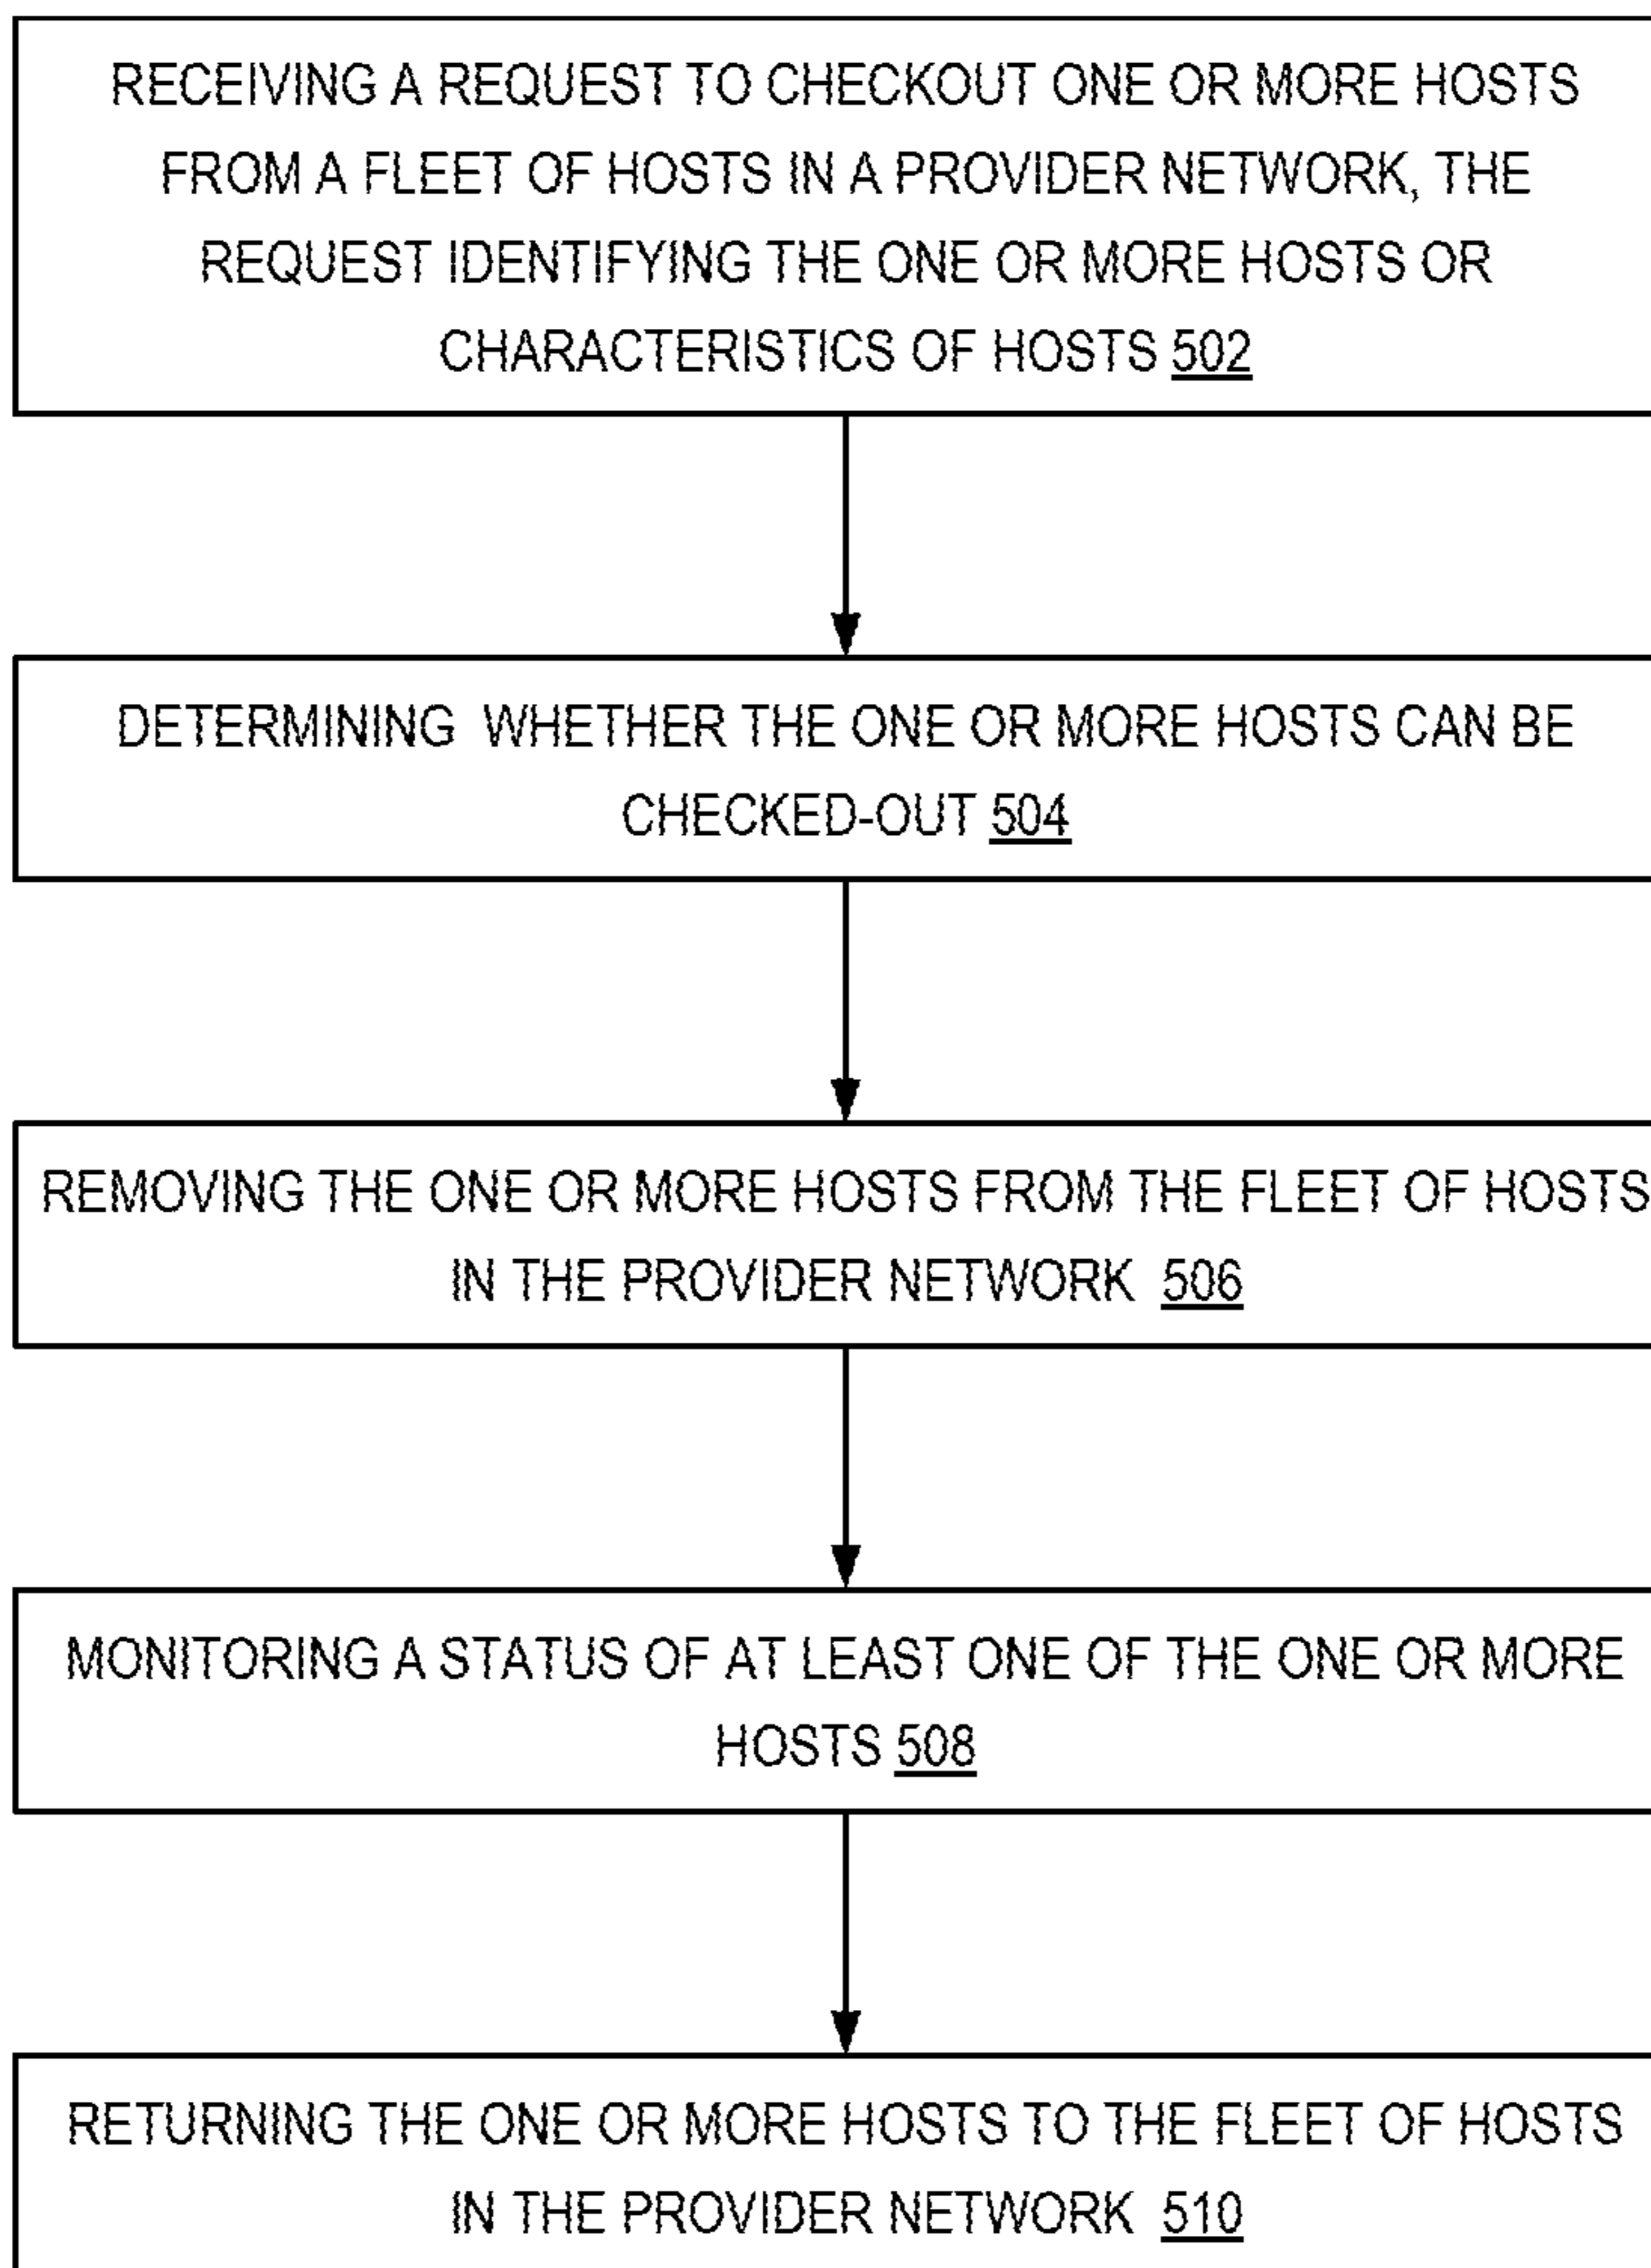 RECEIVING A REQUEST TO CHECKOUT ONE OR MORE HOSTS
FROM A FLEET OF HOSTS IN A PROVIDER NETWORK, THE
REQUEST IDENTIFYING THE ONE OR MORE HOSTS OR
CHARACTERISTICS OF HOSTS 502
DETERMINING WHETHER THE ONE OR MORE HOSTS CAN BE
CHECKED-OUT 504
REMOVING THE ONE OR MORE HOSTS FROM THE FLEET OF HOSTS
IN THE PROVIDER NETWORK 506
MONITORING A STATUS OF AT LEAST ONE OF THE ONE OR MORE
HOSTS 508
RETURNING THE ONE OR MORE HOSTS TO THE FLEET OF HOSTS
IN THE PROVIDER NETWORK 510